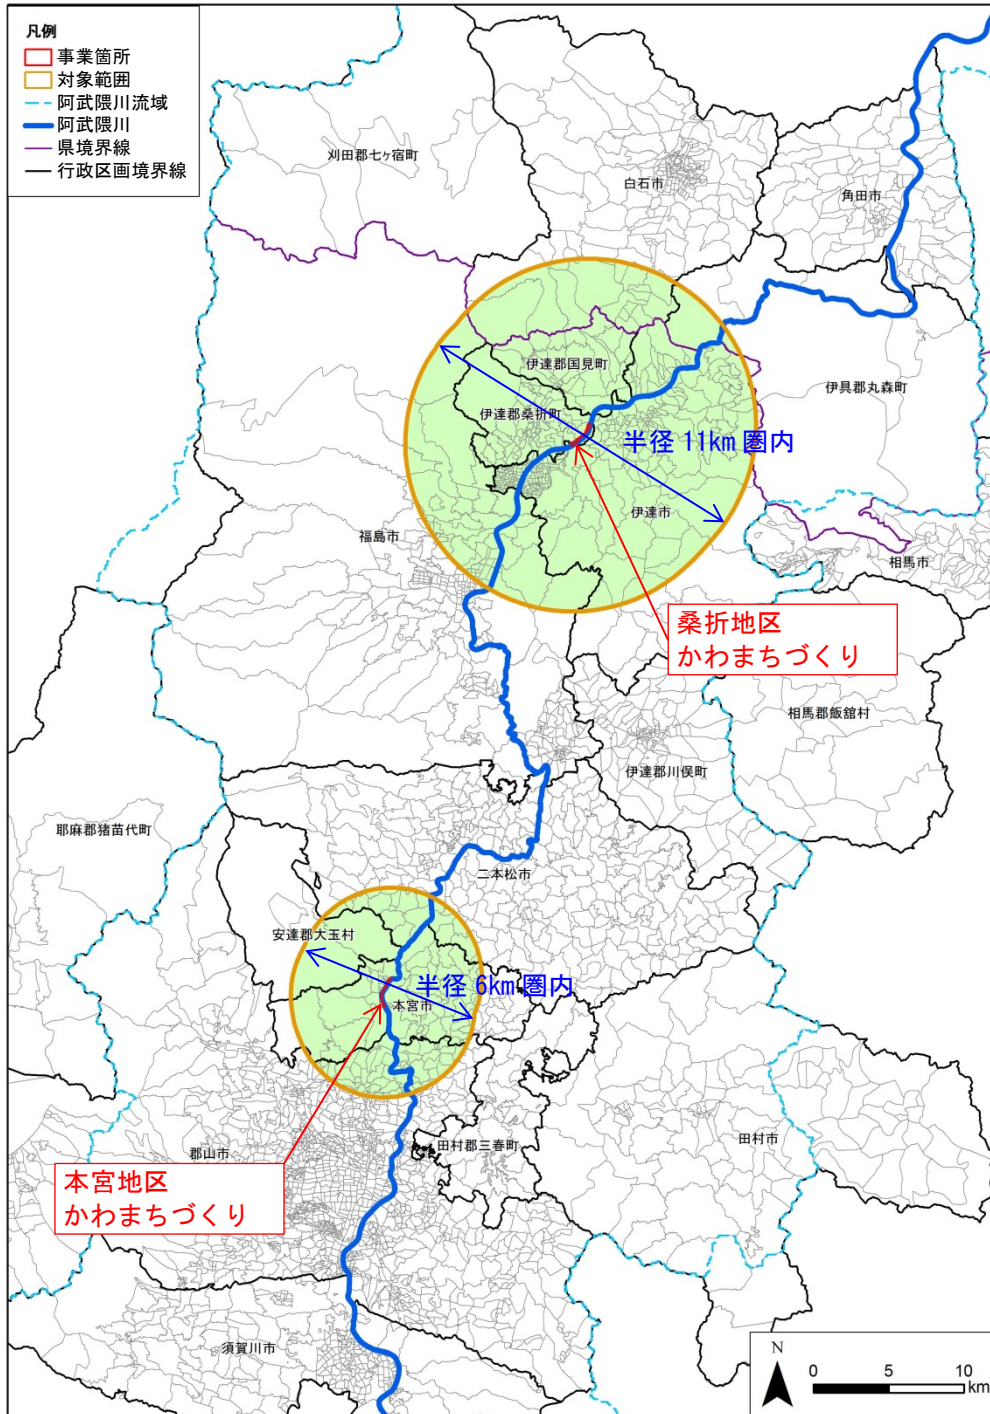 凡例
事業箇所
対象範囲
阿武隈川流域
阿武隈川
県境界線
行政区画境界線
刈田郡七ヶ宿町
白石市
角田市
伊達郡国見町
伊具郡丸森町
伊達郡桑折町
半径11km圏内
伊達市
福島市
相馬市
桑折地区
かわまちづくり
相馬郡飯舘村
伊達郡川俣町
耶麻郡猪苗代町
二本松市
安達郡大玉村
半径6km圏内
本宮市
田村市
田村郡三春町
郡山市
本宮地区
かわまちづくり
須賀川市
N
0 5 10
km